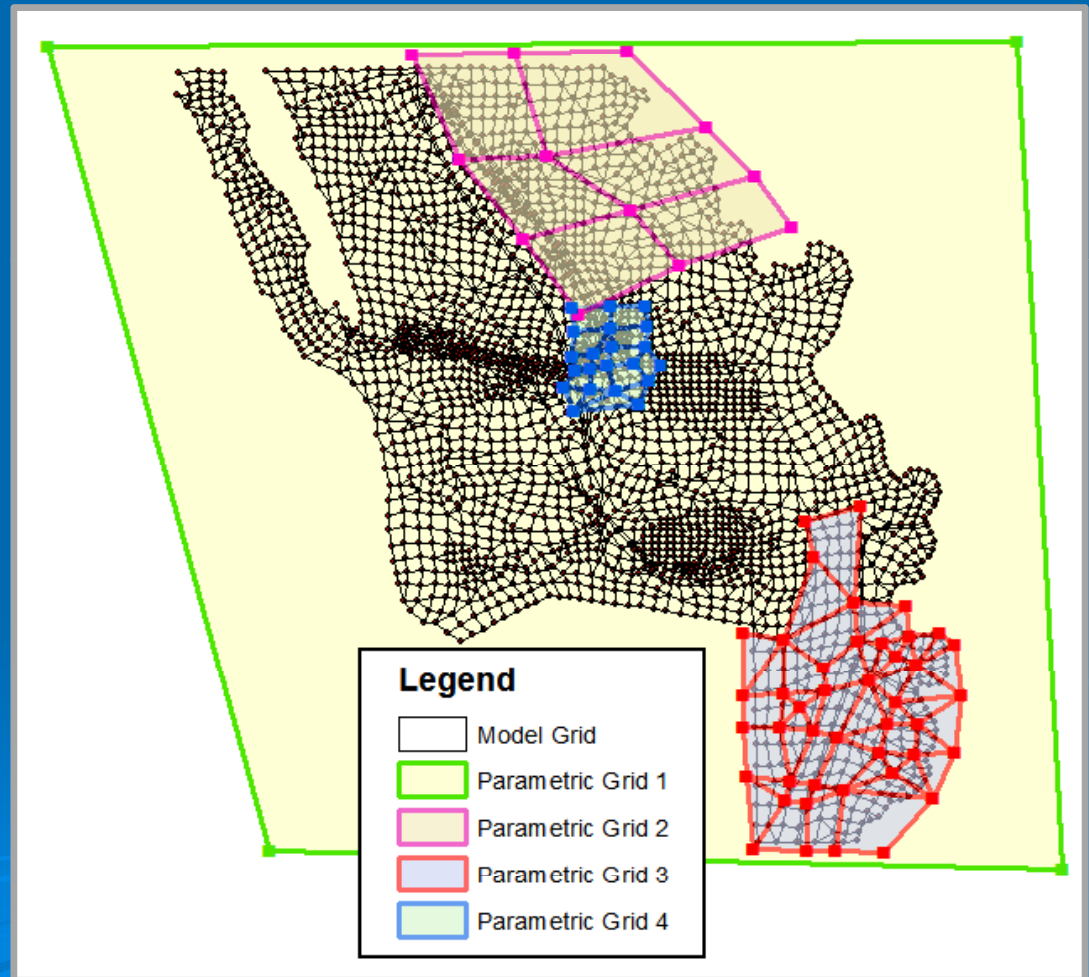 Legend
Model Grid
Parametric Grid 1
Parametric Grid 2
Parametric Grid 3
Parametric Grid 4